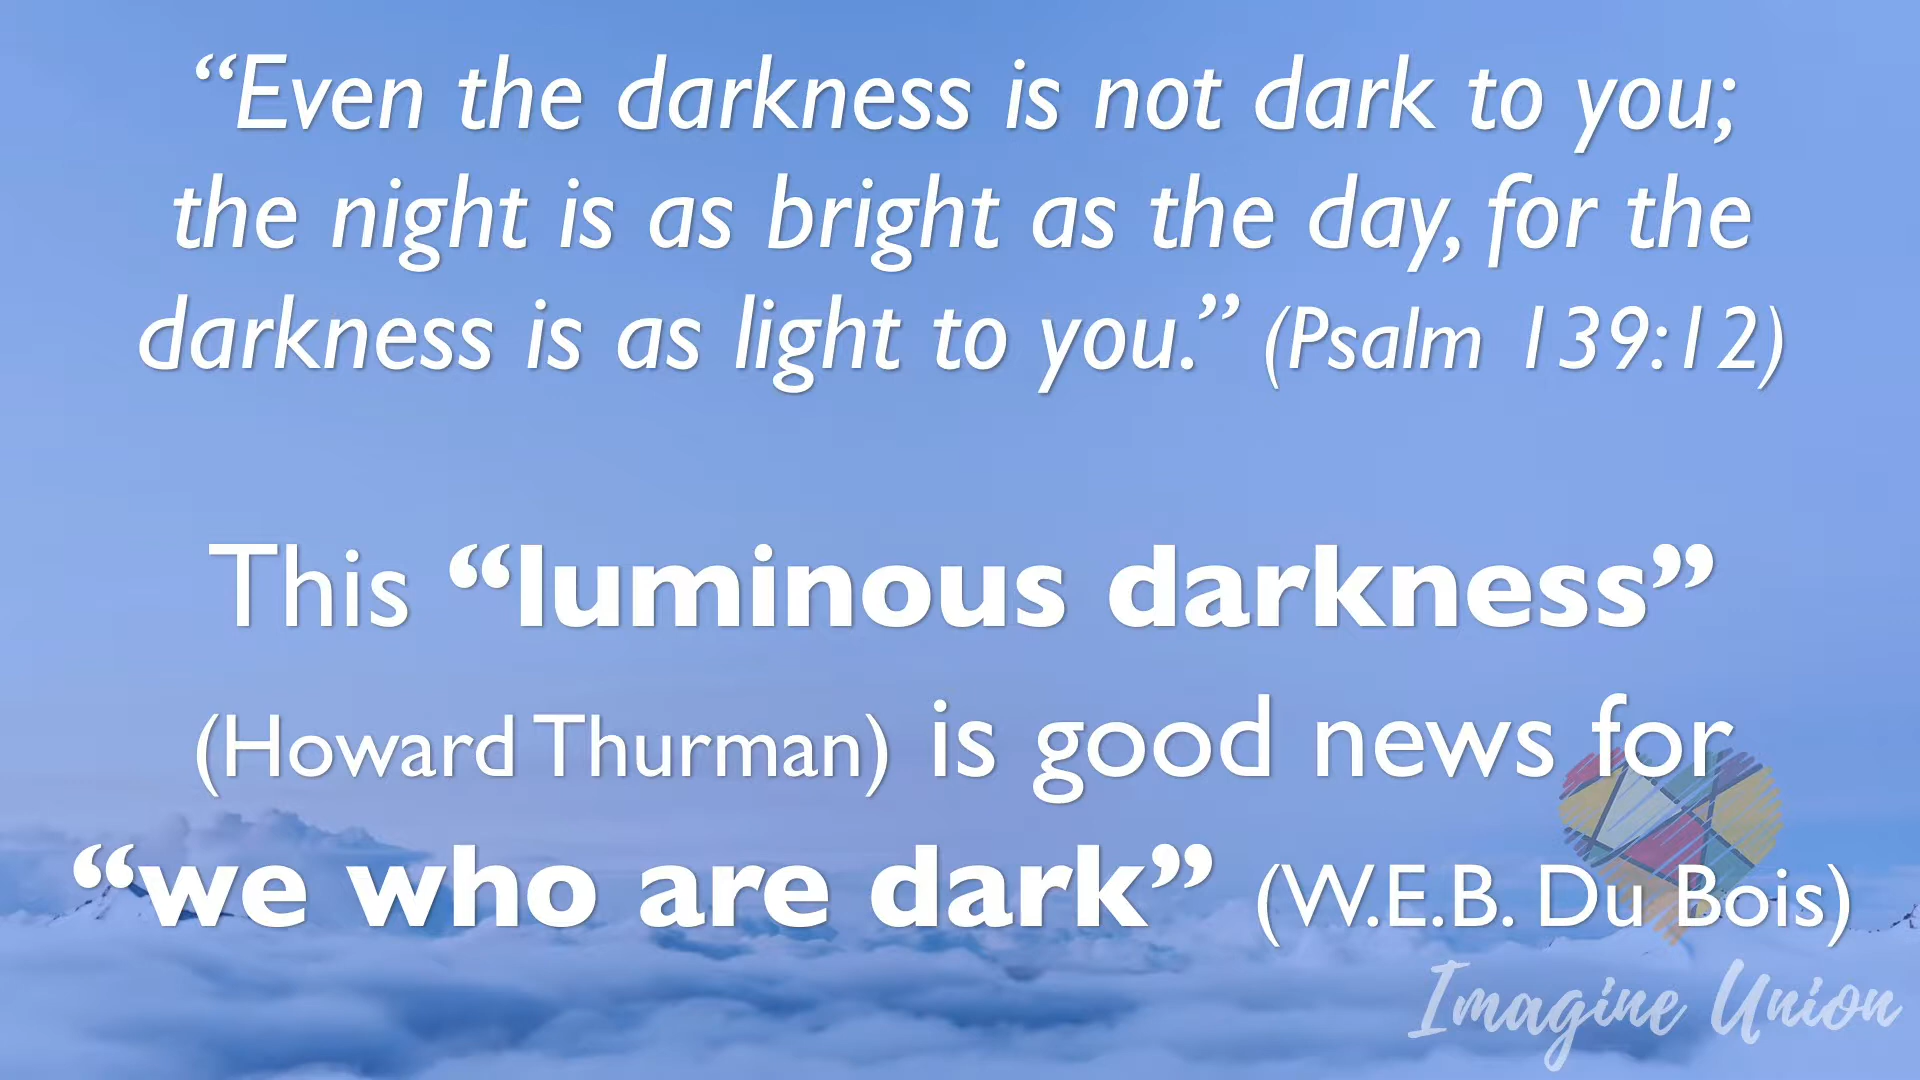 “Even the darkness is not dark to you;
the night is as bright as the day, for the
darkness is as light to you.” (Psalm 139:12)
This “luminous darkness”
(Howard Thurman) is good news for
“we who are dark” (W.E.B. Du Bois)
Imagine Union